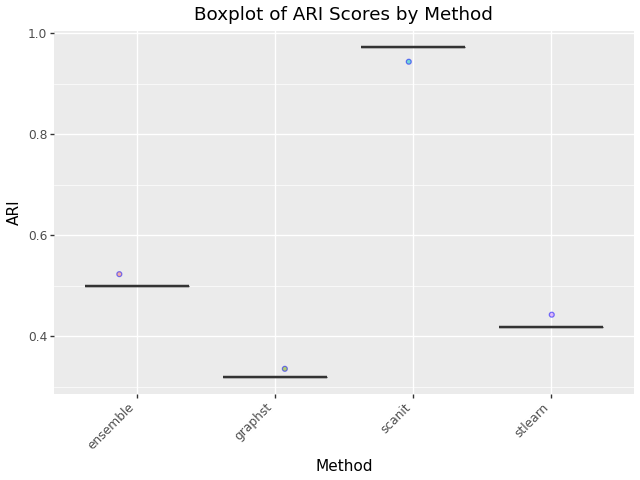 Boxplot of ARI Scores by Method
1.0
0.8
0.6
0.4
ARI
ensemble
graphst
scanit
stlearn
Method